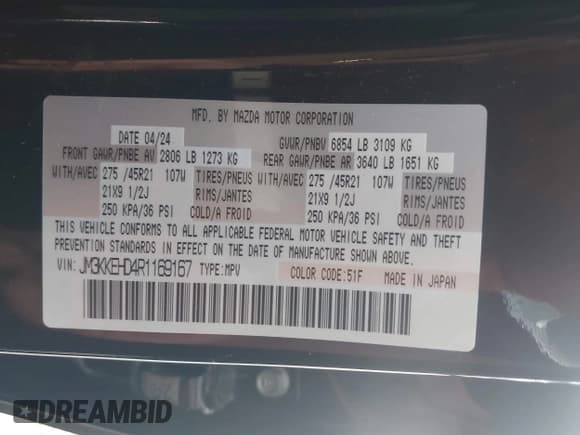 MFD. BY MAZDA MOTOR CORPORATION
DATE 04/24 GVWR/PNBV 6854 LB 3109 KG
FRONT GAWR/PNBE AV 2806 LB 1273 KG REAR GAWR/PNBE AR 3640 LB 1651 KG
WITH/AVEC 275 /45R21 107W TIRES/PNEUS WITH/AVEC 275 /45R21 107W TIRES/PNEUS
21X9 1/2J RIMS/JANTES 21X9 1/2J RIMS/JANTES
250 KPA/36 PSI COLD/A FROID 250 KPA/36 PSI COLD/A FROID
THIS VEHICLE CONFORMS TO ALL APPLICABLE FEDERAL MOTOR VEHICLE SAFETY AND THEFT
PREVENTION STANDARDS IN EFFECT ON THE DATE OF MANUFACTURE SHOWN ABOVE.
VIN: JM3KKEHD4R1169167 TYPE:MPV COLOR CODE:51F MADE IN JAPAN
DREAMBID